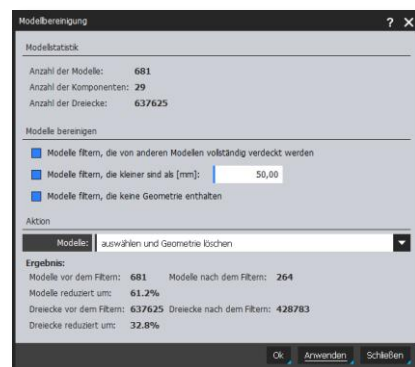 Modelbereinigung ? X
Modellstatistik
Anzahl der Modelle: 681
Anzahl der Komponenten: 29
Anzahl der Dreiecke: 637625
Modelle bereinigen
Modelle filtern, die von anderen Modellen vollständig verdeckt werden
Modelle filtern, die kleiner sind als [mm]: 50,00
Modelle filtern, die keine Geometrie enthalten
Aktion
Modelle: auswählen und Geometrie löschen
Ergebnis:
Modelle vor dem Filtern: 681 Modelle nach dem Filtern: 264
Modelle reduziert um: 61.2%
Dreiecke vor dem Filtern: 637625 Dreiecke nach dem Filtern: 428783
Dreiecke reduziert um: 32.8%
Ok Anwenden Schließen